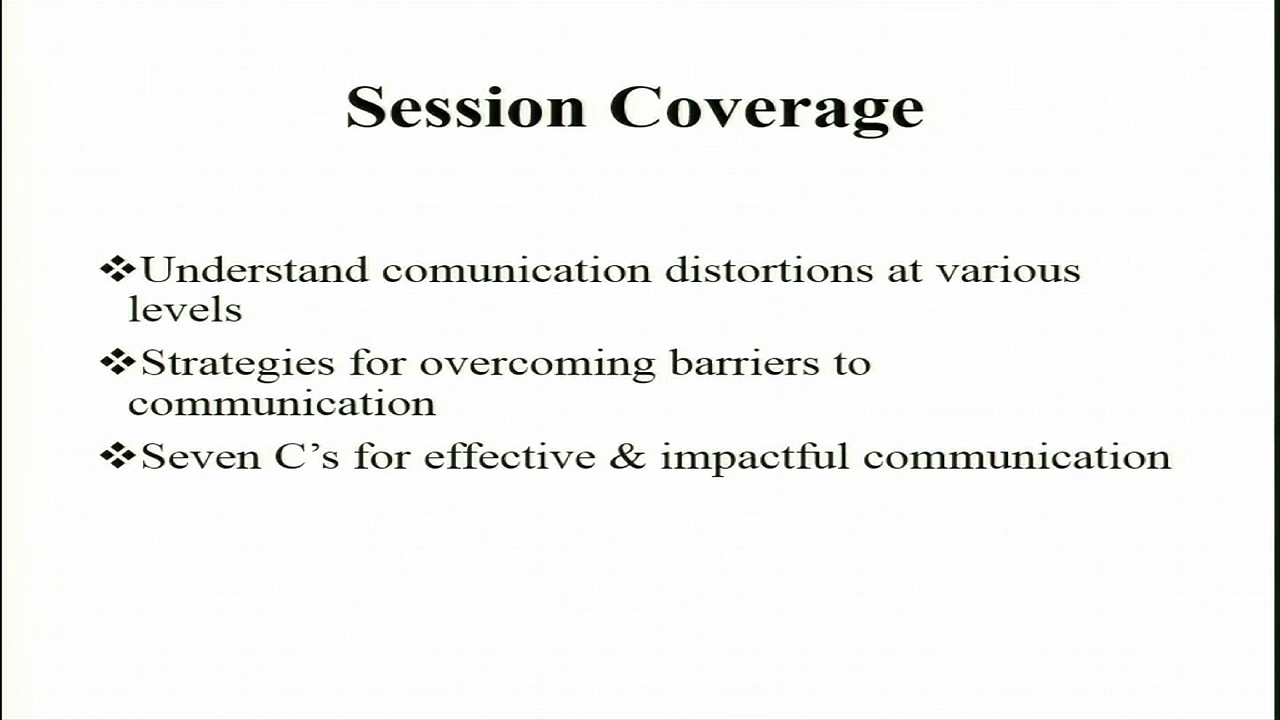 Session Coverage
❖Understand comunication distortions at various
levels
❖Strategies for overcoming barriers to
communication
❖Seven C’s for effective & impactful communication